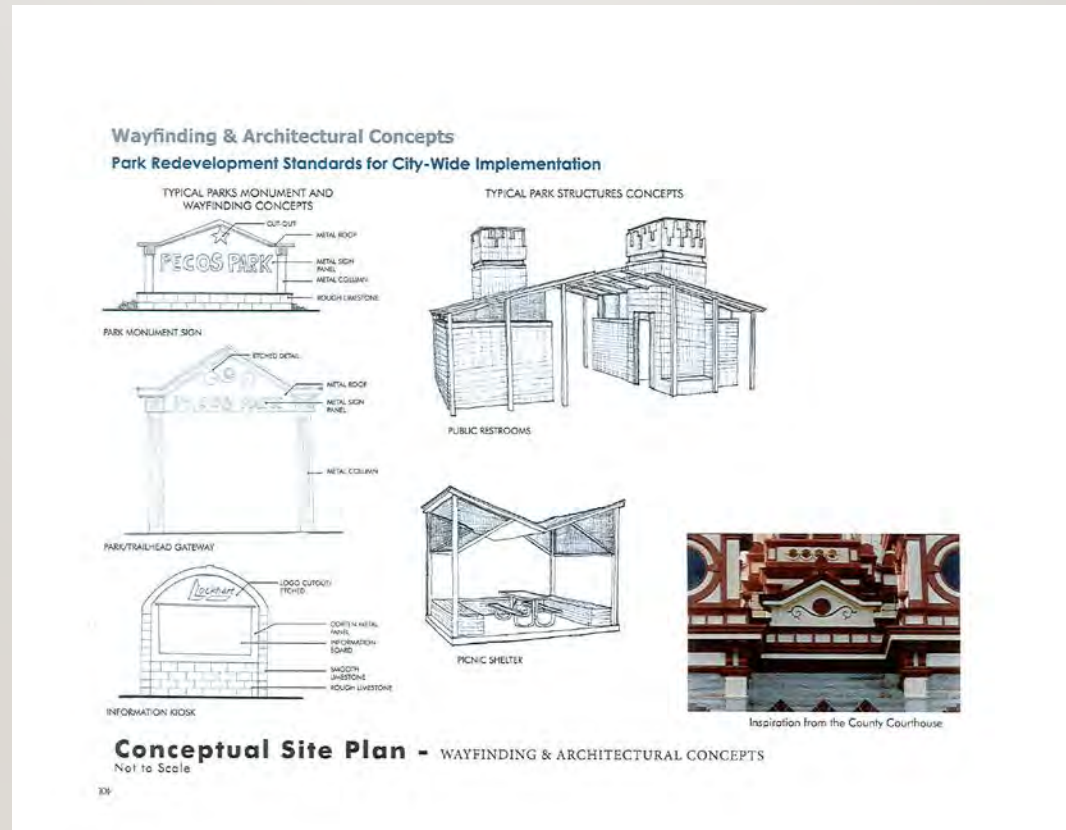 Wayfinding & Architectural Concepts
Park Redevelopment Standards for City-Wide Implementation
TYPICAL PARKS MONUMENT AND
WAYFINDING CONCEPTS
CUT-OUT
METAL ROOF
PECOS PARK
METAL SIGN
PANEL
METAL COLUMN
ROUGH LIMESTONE
PARK MONUMENT SIGN
ETCHED DETAIL
METAL ROOF
PECOS PARK
METAL SIGN
PANEL
METAL COLUMN
PARK/TRAILHEAD GATEWAY
Lockhart
LOGO CUTOUT/
ETCHED
CORTEN METAL
PANEL
INFORMATION
BOARD
SMOOTH
LIMESTONE
ROUGH LIMESTONE
INFORMATION KIOSK
TYPICAL PARK STRUCTURES CONCEPTS
PUBLIC RESTROOMS
PICNIC SHELTER
Inspiration from the County Courthouse
Conceptual Site Plan - WAYFINDING & ARCHITECTURAL CONCEPTS
Not to Scale